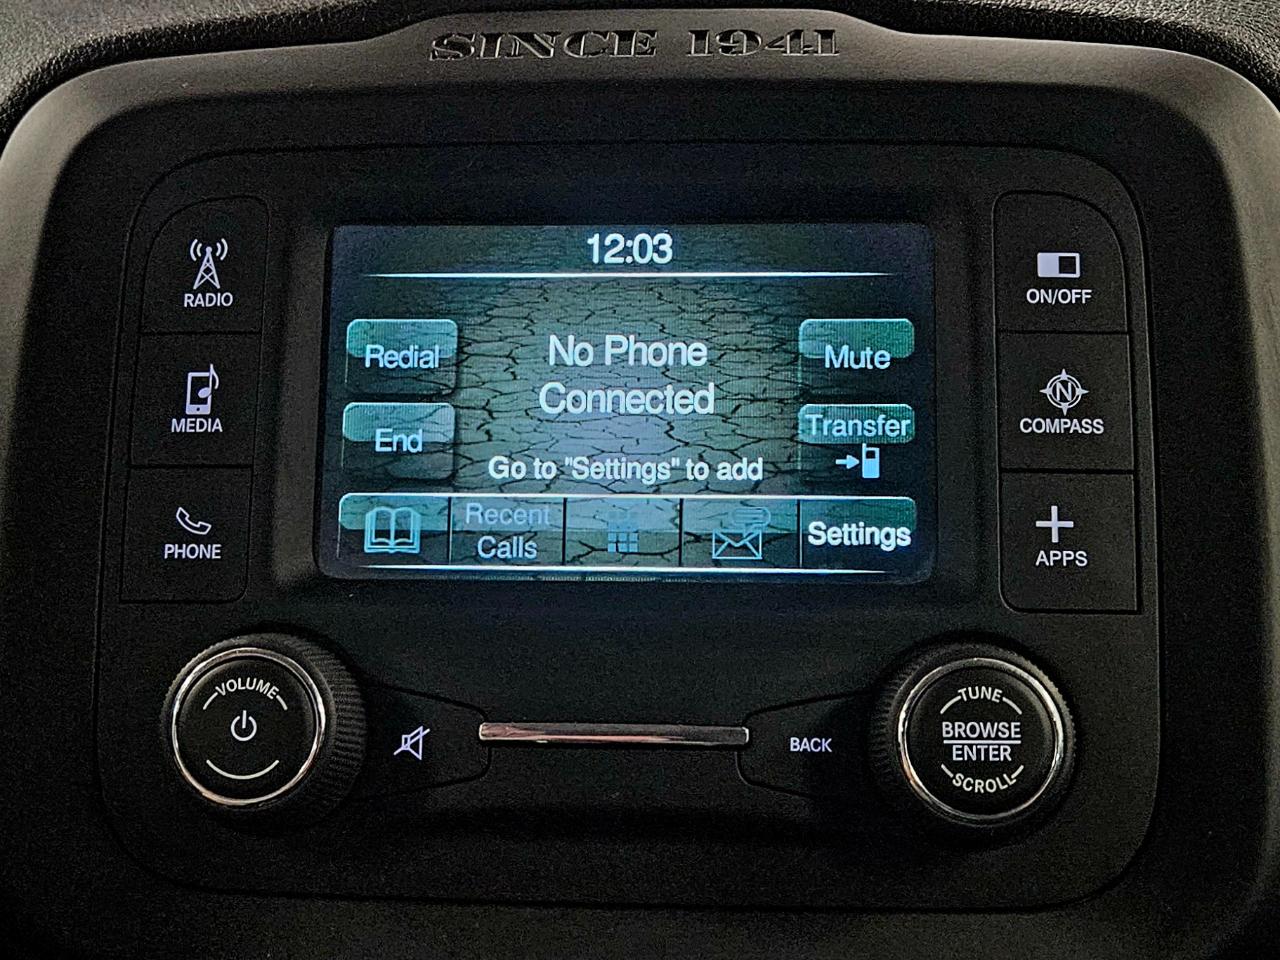 SINCE 1941
12:03
RADIO
MEDIA
PHONE
Redial
End
No Phone
Connected
Go to "Settings" to add
Mute
Transfer
Recent
Calls
Settings
ON/OFF
N
COMPASS
APPS
VOLUME
BACK
TUNE
BROWSE
ENTER
SCROLL